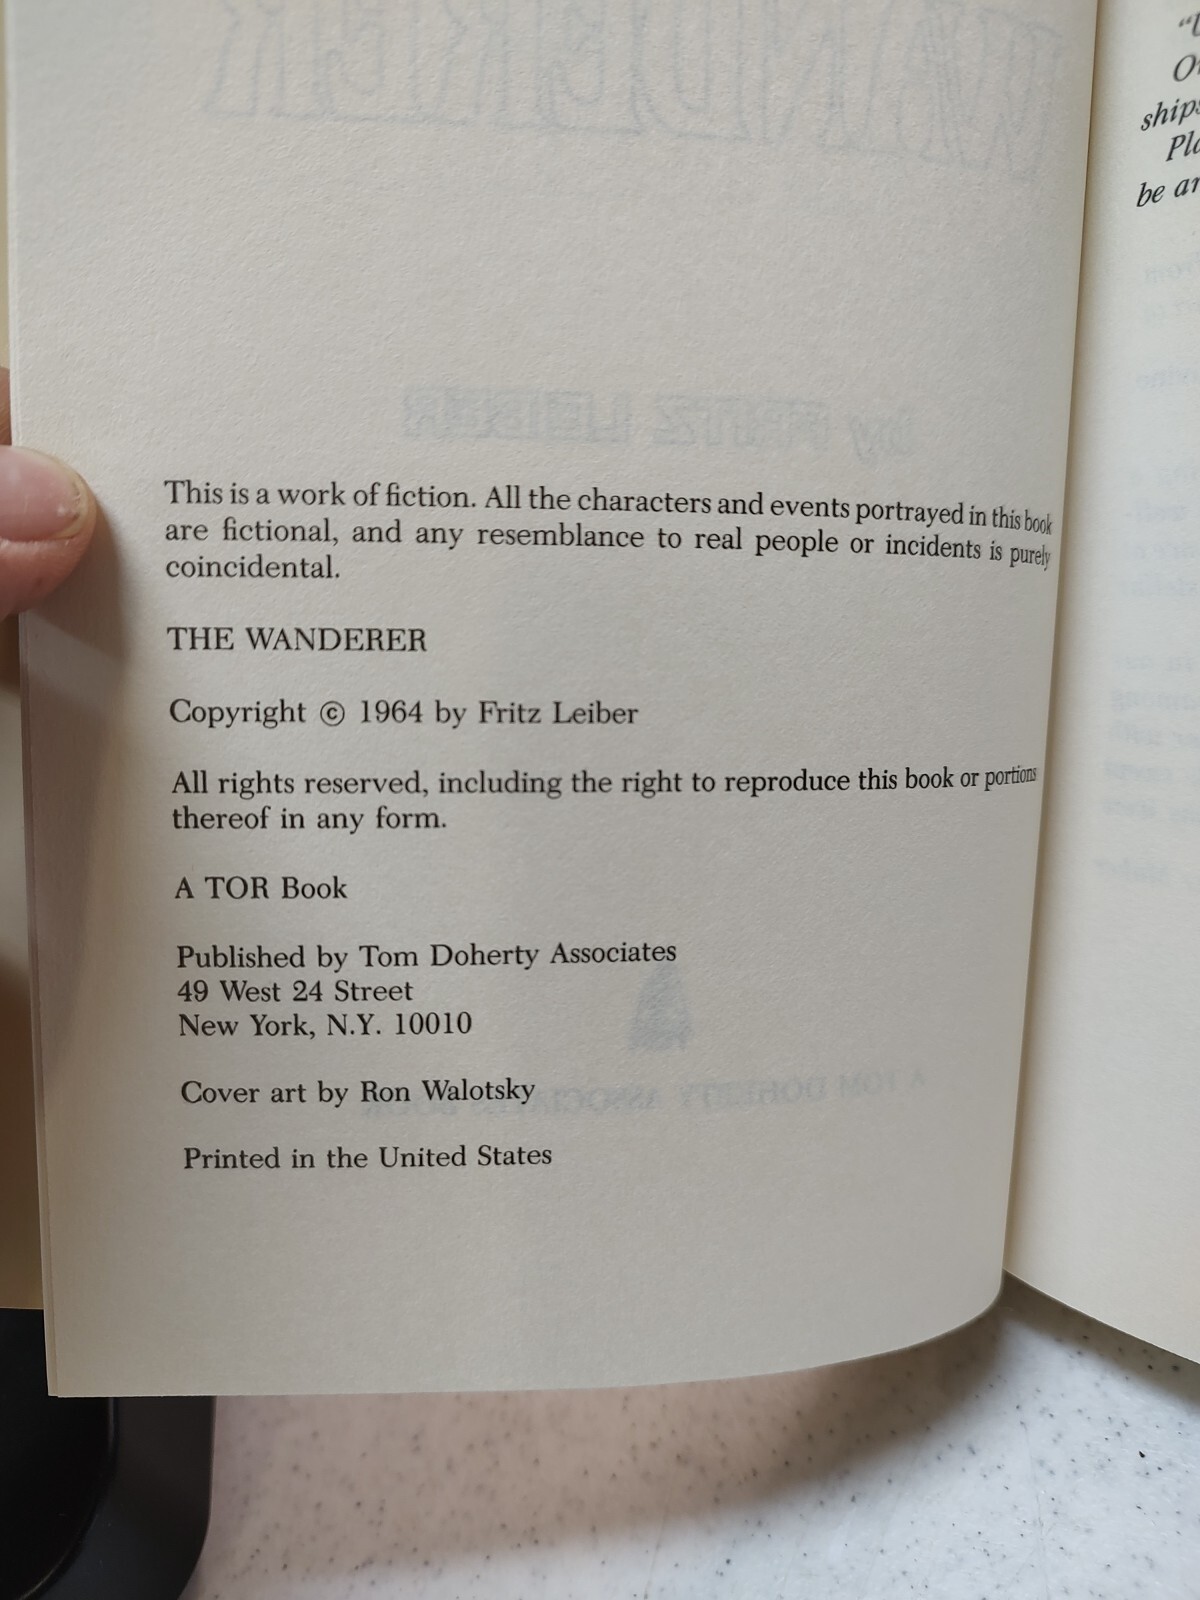 This is a work of fiction. All the characters and events portrayed in this book
are fictional, and any resemblance to real people or incidents is purely
coincidental.
THE WANDERER
Copyright © 1964 by Fritz Leiber
All rights reserved, including the right to reproduce this book or portions
thereof in any form.
A TOR Book
Published by Tom Doherty Associates
49 West 24 Street
New York, N.Y. 10010
Cover art by Ron Walotsky
Printed in the United States
ships
be